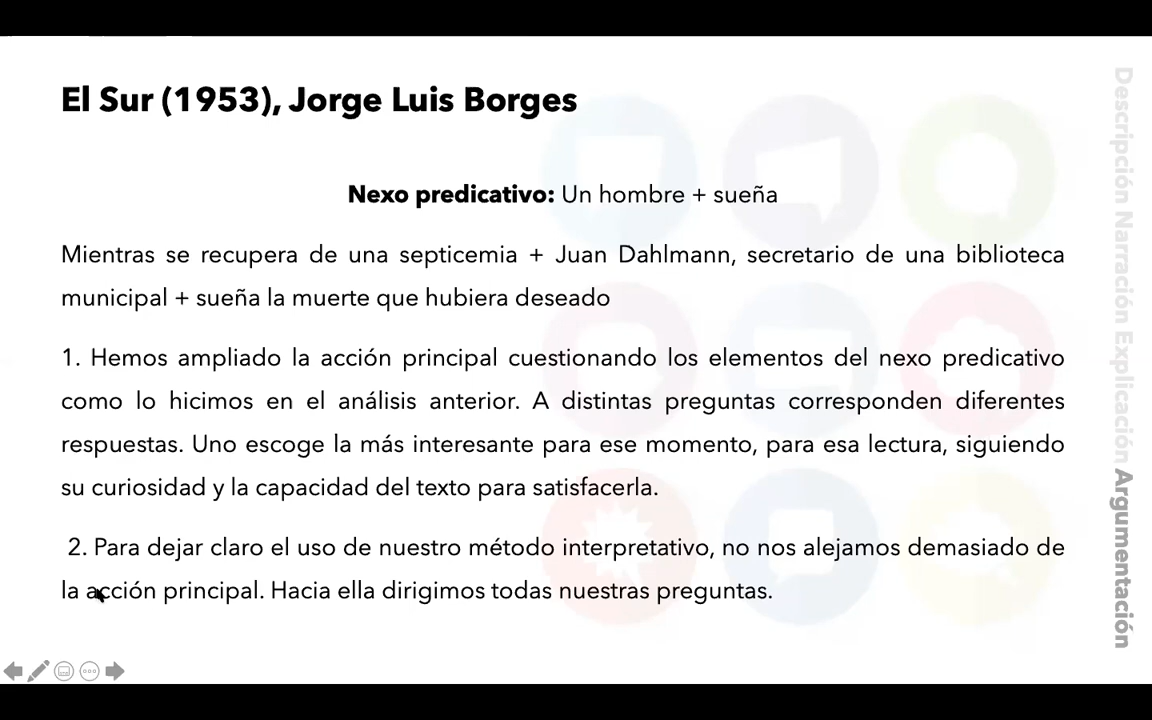 El Sur (1953), Jorge Luis Borges
Nexo predicativo: Un hombre + sueña
Mientras se recupera de una septicemia + Juan Dahlmann, secretario de una biblioteca
municipal + sueña la muerte que hubiera deseado
1. Hemos ampliado la acción principal cuestionando los elementos del nexo predicativo
como lo hicimos en el análisis anterior. A distintas preguntas corresponden diferentes
respuestas. Uno escoge la más interesante para ese momento, para esa lectura, siguiendo
su curiosidad y la capacidad del texto para satisfacerla.
2. Para dejar claro el uso de nuestro método interpretativo, no nos alejamos demasiado de
la acción principal. Hacia ella dirigimos todas nuestras preguntas.
Descripción Narración Explicación Argumentación